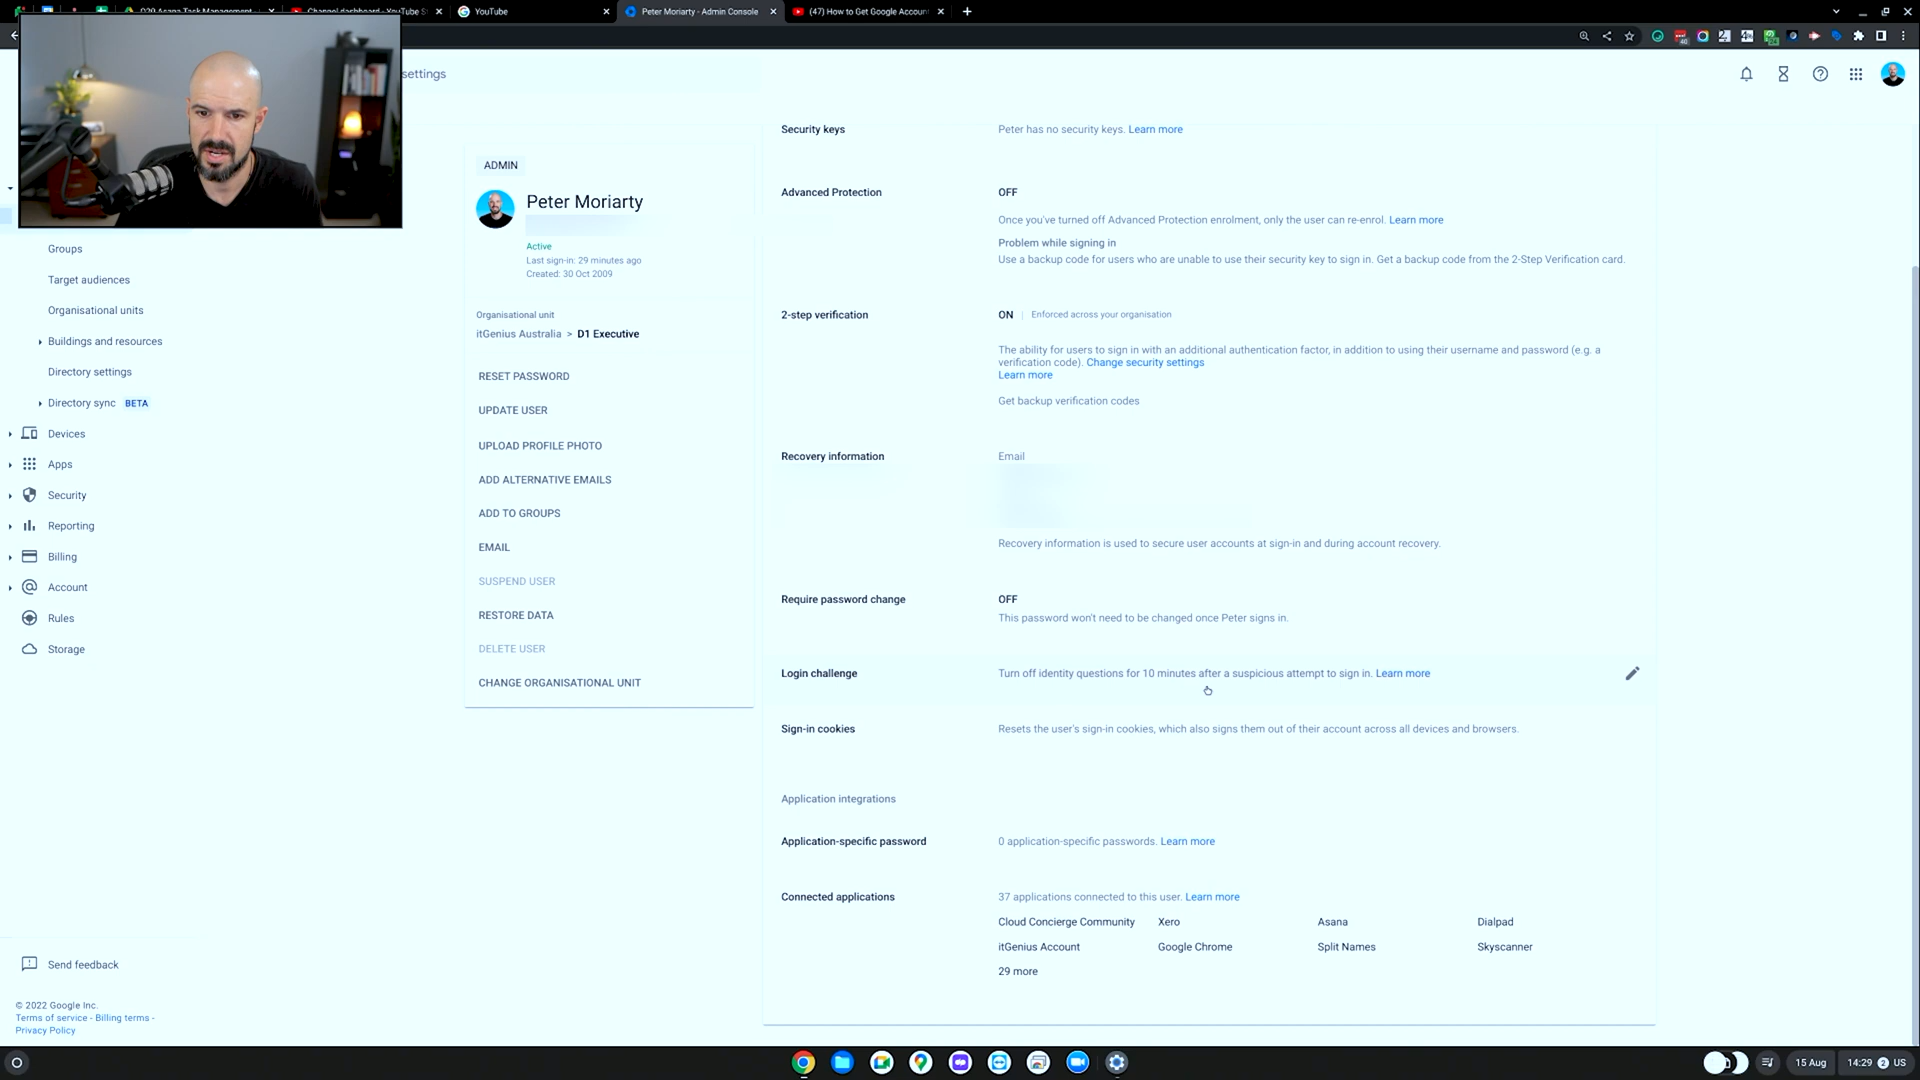 Q29 Asana Task Management -
Channel dashboard - YouTube S
YouTube
Peter Moriarty - Admin Console
(47) How to Get Google Accoun
settings
Groups
Target audiences
Organisational units
Buildings and resources
Directory settings
Directory sync BETA
Devices
Apps
Security
Reporting
Billing
Account
Rules
Storage
Send feedback
© 2022 Google Inc.
Terms of service - Billing terms -
Privacy Policy
ADMIN
Peter Moriarty
Active
Last sign-in: 29 minutes ago
Created: 30 Oct 2009
Organisational unit
itGenius Australia > D1 Executive
RESET PASSWORD
UPDATE USER
UPLOAD PROFILE PHOTO
ADD ALTERNATIVE EMAILS
ADD TO GROUPS
EMAIL
SUSPEND USER
RESTORE DATA
DELETE USER
CHANGE ORGANISATIONAL UNIT
Security keys
Peter has no security keys. Learn more
Advanced Protection
OFF
Once you've turned off Advanced Protection enrolment, only the user can re-enrol. Learn more
Problem while signing in
Use a backup code for users who are unable to use their security key to sign in. Get a backup code from the 2-Step Verification card.
2-step verification
ON | Enforced across your organisation
The ability for users to sign in with an additional authentication factor, in addition to using their username and password (e.g. a
verification code). Change security settings
Learn more
Get backup verification codes
Recovery information
Email
Recovery information is used to secure user accounts at sign-in and during account recovery.
Require password change
OFF
This password won't need to be changed once Peter signs in.
Login challenge
Turn off identity questions for 10 minutes after a suspicious attempt to sign in. Learn more
Sign-in cookies
Resets the user's sign-in cookies, which also signs them out of their account across all devices and browsers.
Application integrations
Application-specific password
0 application-specific passwords. Learn more
Connected applications
37 applications connected to this user. Learn more
Cloud Concierge Community Xero Asana Dialpad
itGenius Account Google Chrome Split Names Skyscanner
29 more
15 Aug
14:29 2 US